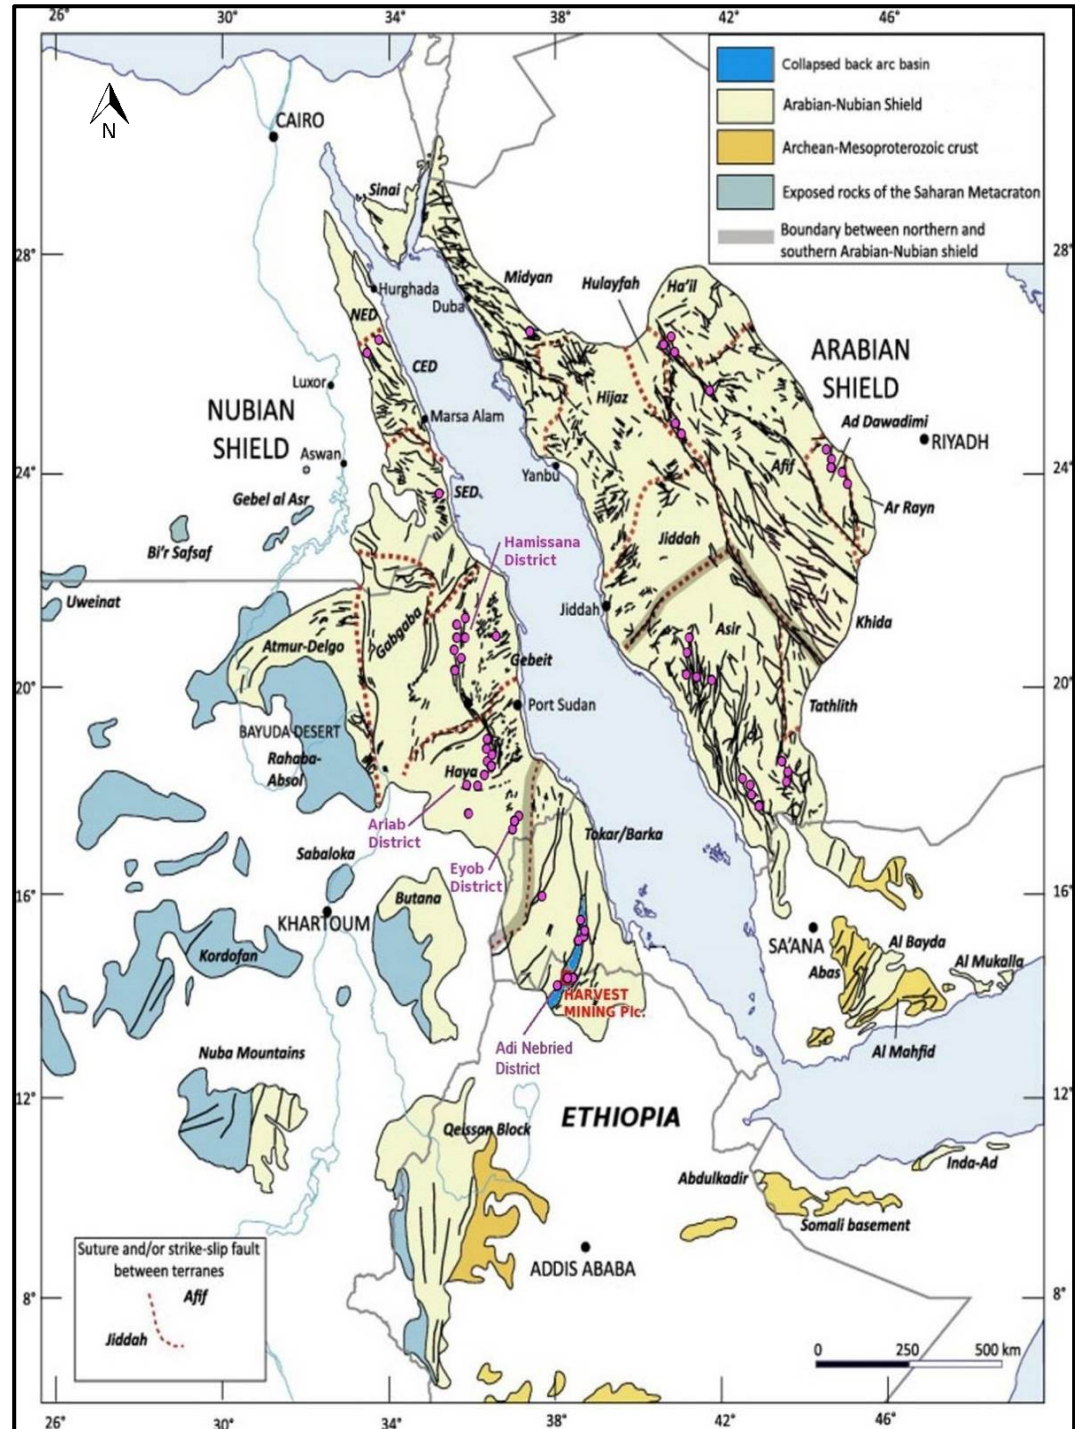 26°
30°
34°
38°
42°
46°
Collapsed back arc basin
Arabian-Nubian Shield
Archean-Mesoproterozoic crust
Exposed rocks of the Saharan Metacraton
Boundary between northern and
southern Arabian-Nubian shield
N
CAIRO
Sinai
28°
28°
Midyan
Hulayfah
Ha'il
Hurghada
Duba
NED
CED
ARABIAN
SHIELD
Luxor
Hijaz
NUBIAN
SHIELD
Marsa Alam
Ad Dawadimi
RIYADH
Aswan
Yanbu
Afif
24°
24°
Gebel al Asr
SED
Ar Rayn
Bi'r Safsaf
Hamissana
District
Jiddah
Uweinat
Jiddah
Khida
Asir
Gabgaba
Atmur-Delgo
Gebeit
20°
20°
Port Sudan
Tathlith
BAYUDA DESERT
Rahaba-
Absol
Haya
Ariab
District
Tokar/Barka
Sabaloka
Eyob
District
16°
16°
Butana
KHARTOUM
SA'ANA
Al Bayda
Abas
Al Mukalla
Kordofan
HARVEST
MINING Plc.
Adi Nebried
District
Al Mahfid
Nuba Mountains
12°
12°
ETHIOPIA
Qeissan Block
Inda-Ad
Abdulkadir
Somali basement
ADDIS ABABA
Suture and/or strike-slip fault
between terranes
Afif
Jiddah
8°
8°
0 250 500 km
26°
30°
34°
38°
42°
46°